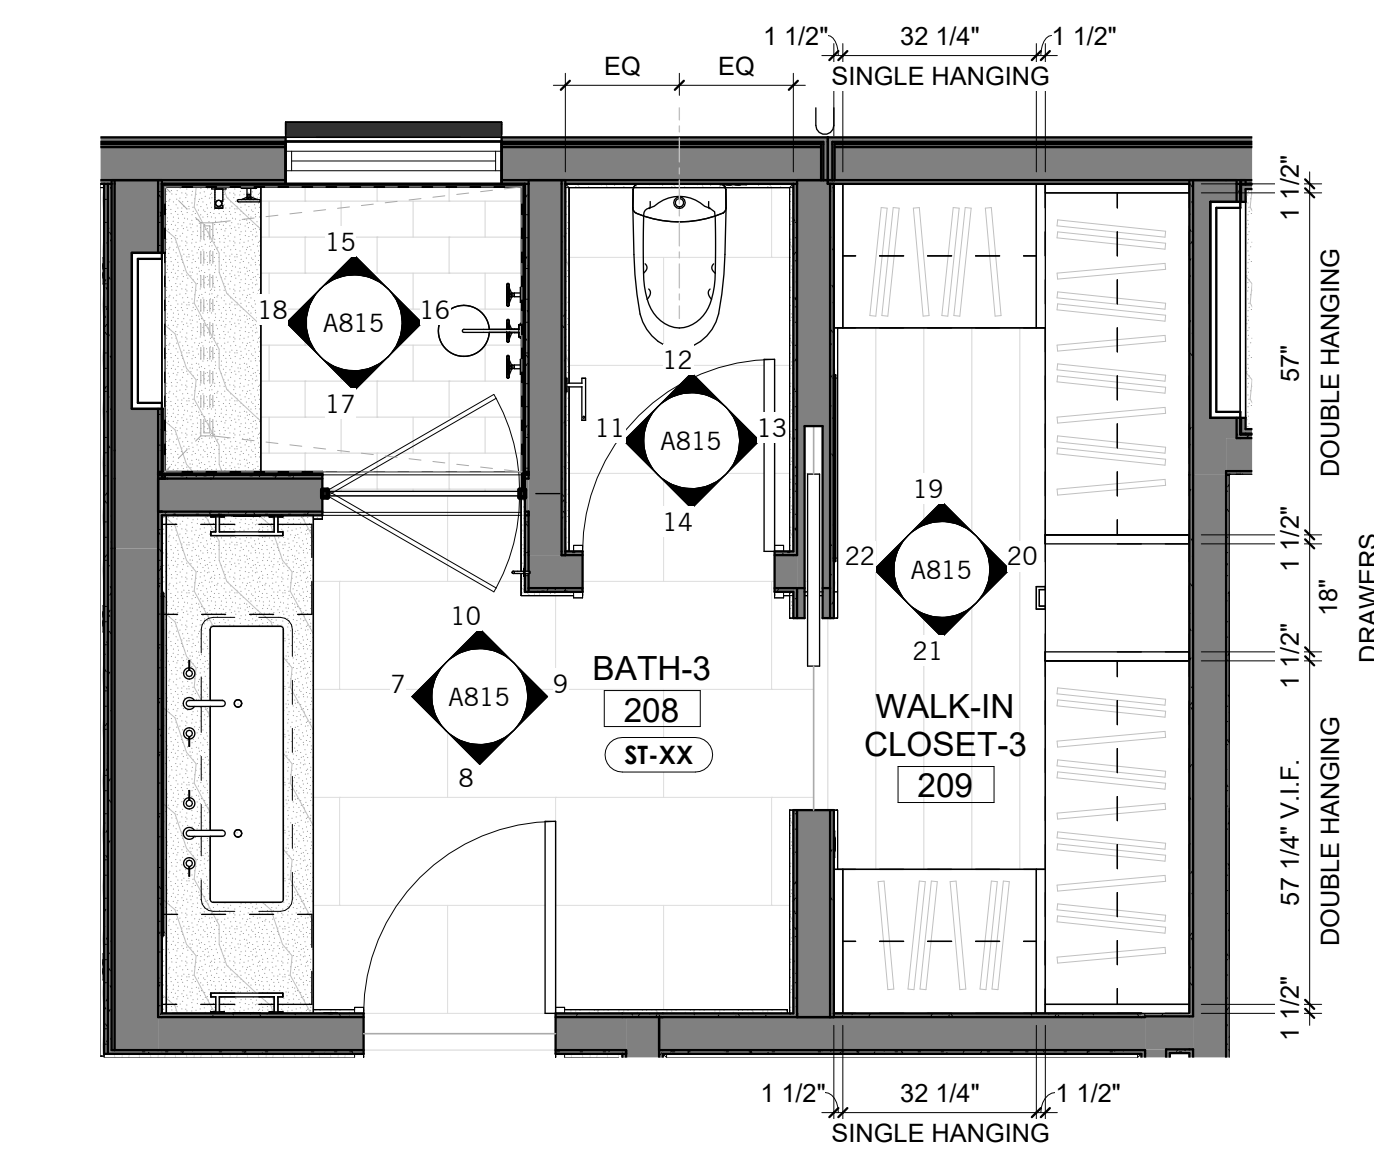 1 1/2" 32 1/4" 1 1/2"
SINGLE HANGING
EQ EQ
15
18 A815 16
17
12
11 A815 13
14
19
22 A815 20
21
10
7 A815 9
8
BATH-3
208
ST-XX
WALK-IN
CLOSET-3
209
1 1/2"
57"
DOUBLE HANGING
1 1/2"
18"
DRAWERS
1 1/2"
57 1/4" V.I.F.
DOUBLE HANGING
1 1/2"
1 1/2" 32 1/4" 1 1/2"
SINGLE HANGING